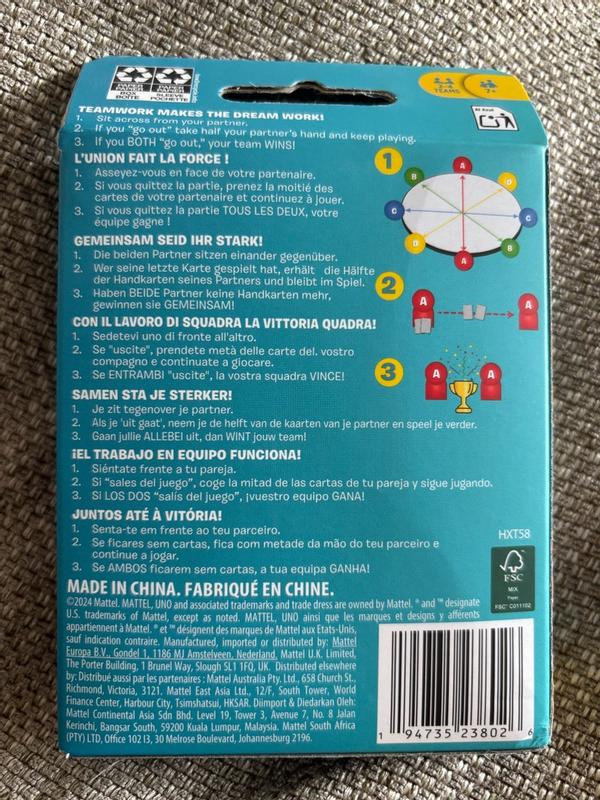 PAPER
PAPIER
BOX
BOÎTE
PAPER
PAPIER
SLEEVE
POCHETTE
2-4
TEAMS
7+
TEAMWORK MAKES THE DREAM WORK!
1. Sit across from your partner.
2. If you "go out" take half your partner's hand and keep playing.
3. If you BOTH "go out," your team WINS!
L'UNION FAIT LA FORCE !
1. Asseyez-vous en face de votre partenaire.
2. Si vous quittez la partie, prenez la moitié des
cartes de votre partenaire et continuez à jouer.
3. Si vous quittez la partie TOUS LES DEUX, votre
équipe gagne !
GEMEINSAM SEID IHR STARK!
1. Die beiden Partner sitzen einander gegenüber.
2. Wer seine letzte Karte gespielt hat, erhält die Hälfte
der Handkarten seines Partners und bleibt im Spiel.
3. Haben BEIDE Partner keine Handkarten mehr,
gewinnen sie GEMEINSAM!
CON IL LAVORO DI SQUADRA LA VITTORIA QUADRA!
1. Sedetevi uno di fronte all'altro.
2. Se "uscite", prendete metà delle carte del. vostro
compagno e continuate a giocare.
3. Se ENTRAMBI "uscite", la vostra squadra VINCE!
SAMEN STA JE STERKER!
1. Je zit tegenover je partner.
2. Als je 'uit gaat', neem je de helft van de kaarten van je partner en speel je verder.
3. Gaan jullie ALLEBEI uit, dan WINT jouw team!
¡EL TRABAJO EN EQUIPO FUNCIONA!
1. Siéntate frente a tu pareja.
2. Si "sales del juego", coge la mitad de las cartas de tu pareja y sigue jugando.
3. Si LOS DOS "salís del juego", ¡vuestro equipo GANA!
JUNTOS ATÉ À VITÓRIA!
1. Senta-te em frente ao teu parceiro.
2. Se ficares sem cartas, fica com metade da mão do teu parceiro e
continue a jogar.
3. Se AMBOS ficarem sem cartas, a tua equipa GANHA!
1
A
B
D
C
C
D
B
A
2
A
A
3
A
A
HXT58
FSC
MIX
Paper
FSC® C011102
MADE IN CHINA. FABRIQUÉ EN CHINE.
©2024 Mattel. MATTEL, UNO and associated trademarks and trade dress are owned by Mattel. ® and ™ designate
U.S. trademarks of Mattel, except as noted. MATTEL, UNO ainsi que les marques et designs y afférents
appartiennent à Mattel. ® et ™ désignent des marques de Mattel aux États-Unis,
sauf indication contraire. Manufactured, imported or distributed by: Mattel
Europa B.V., Gondel 1, 1186 MJ Amstelveen, Nederland. Mattel U.K. Limited,
The Porter Building, 1 Brunel Way, Slough SL1 1FQ, UK. Distributed elsewhere
by: Distribué aussi par les partenaires : Mattel Australia Pty. Ltd., 658 Church St.,
Richmond, Victoria, 3121. Mattel East Asia Ltd., 12/F, South Tower, World
Finance Center, Harbour City, Tsimshatsui, HKSAR. Diimport & Diedarkan Oleh:
Mattel Continental Asia Sdn Bhd. Level 19, Tower 3, Avenue 7, No. 8 Jalan
Kerinchi, Bangsar South, 59200 Kuala Lumpur, Malaysia. Mattel South Africa
(PTY) LTD, Office 102 I3, 30 Melrose Boulevard, Johannesburg 2196.
1 94735 23802 6